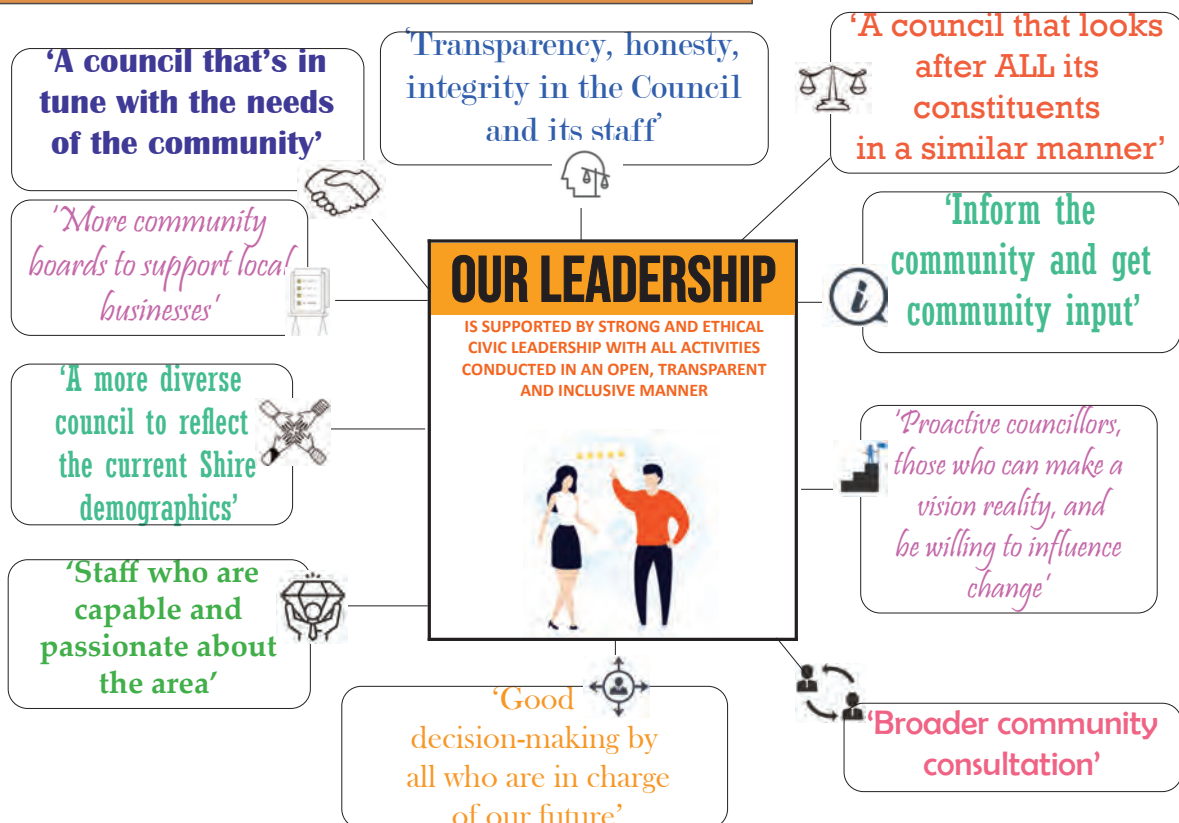 ‘A council that’s in
tune with the needs
of the community’
‘Transparency, honesty,
integrity in the Council
and its staff’
‘A council that looks
after ALL its
constituents
in a similar manner’
'More community
boards to support local
businesses'
‘Inform the
community and get
community input’
OUR LEADERSHIP
IS SUPPORTED BY STRONG AND ETHICAL
CIVIC LEADERSHIP WITH ALL ACTIVITIES
CONDUCTED IN AN OPEN, TRANSPARENT
AND INCLUSIVE MANNER
‘A more diverse
council to reflect
the current Shire
demographics’
'Proactive councillors,
those who can make a
vision reality, and
be willing to influence
change'
‘Staff who are
capable and
passionate about
the area’
‘Good
decision-making by
all who are in charge
of our future’
‘Broader community
consultation’